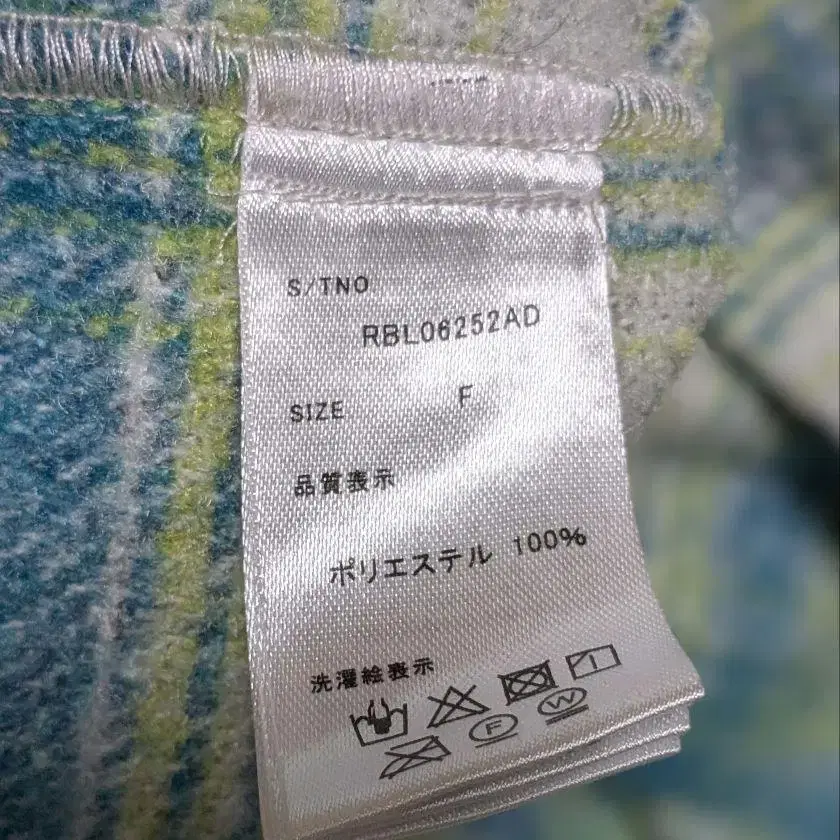 S/TNO
RBL06252AD
SIZE F
品質表示
ポリエステル 100%
洗濯絵表示
F W